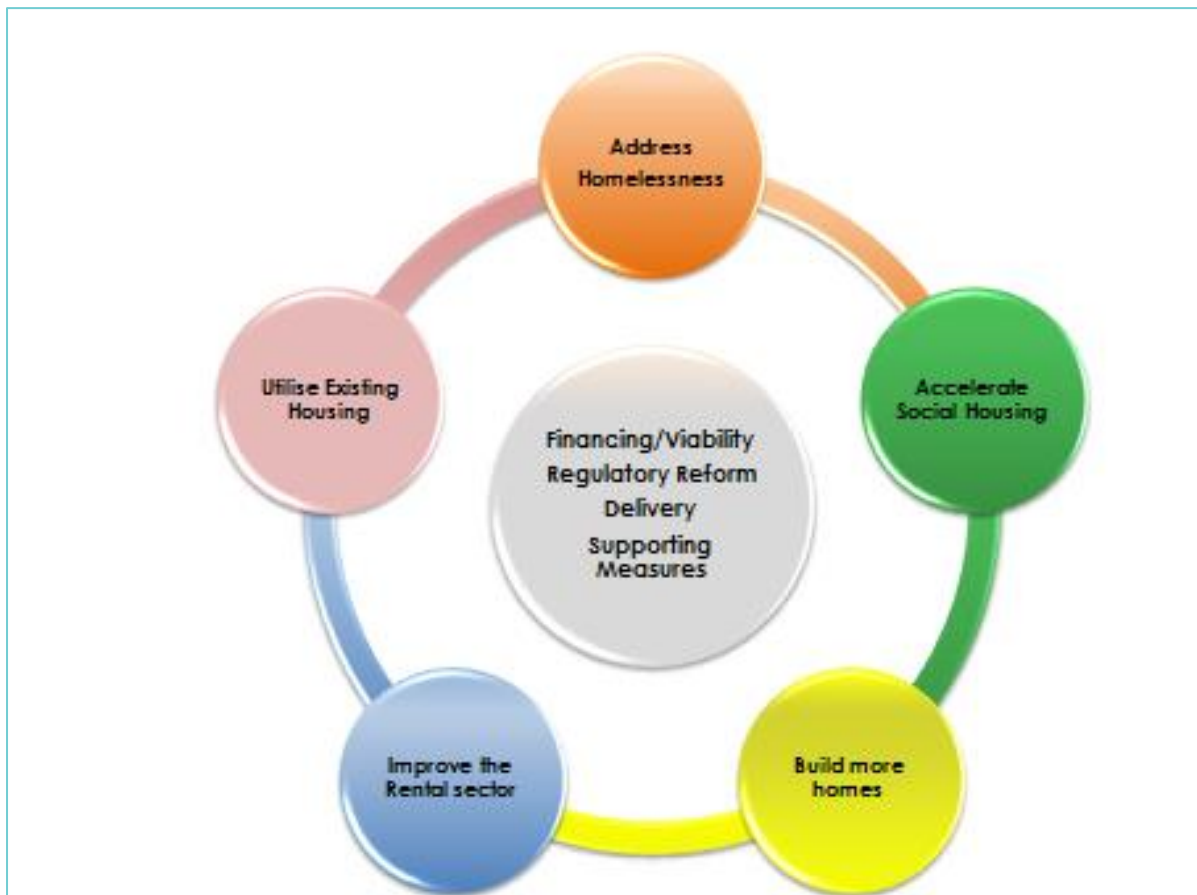 Address
Homelessness
Utilise Existing
Housing
Accelerate
Social Housing
Financing/Viability
Regulatory Reform
Delivery
Supporting
Measures
Improve the
Rental sector
Build more
homes